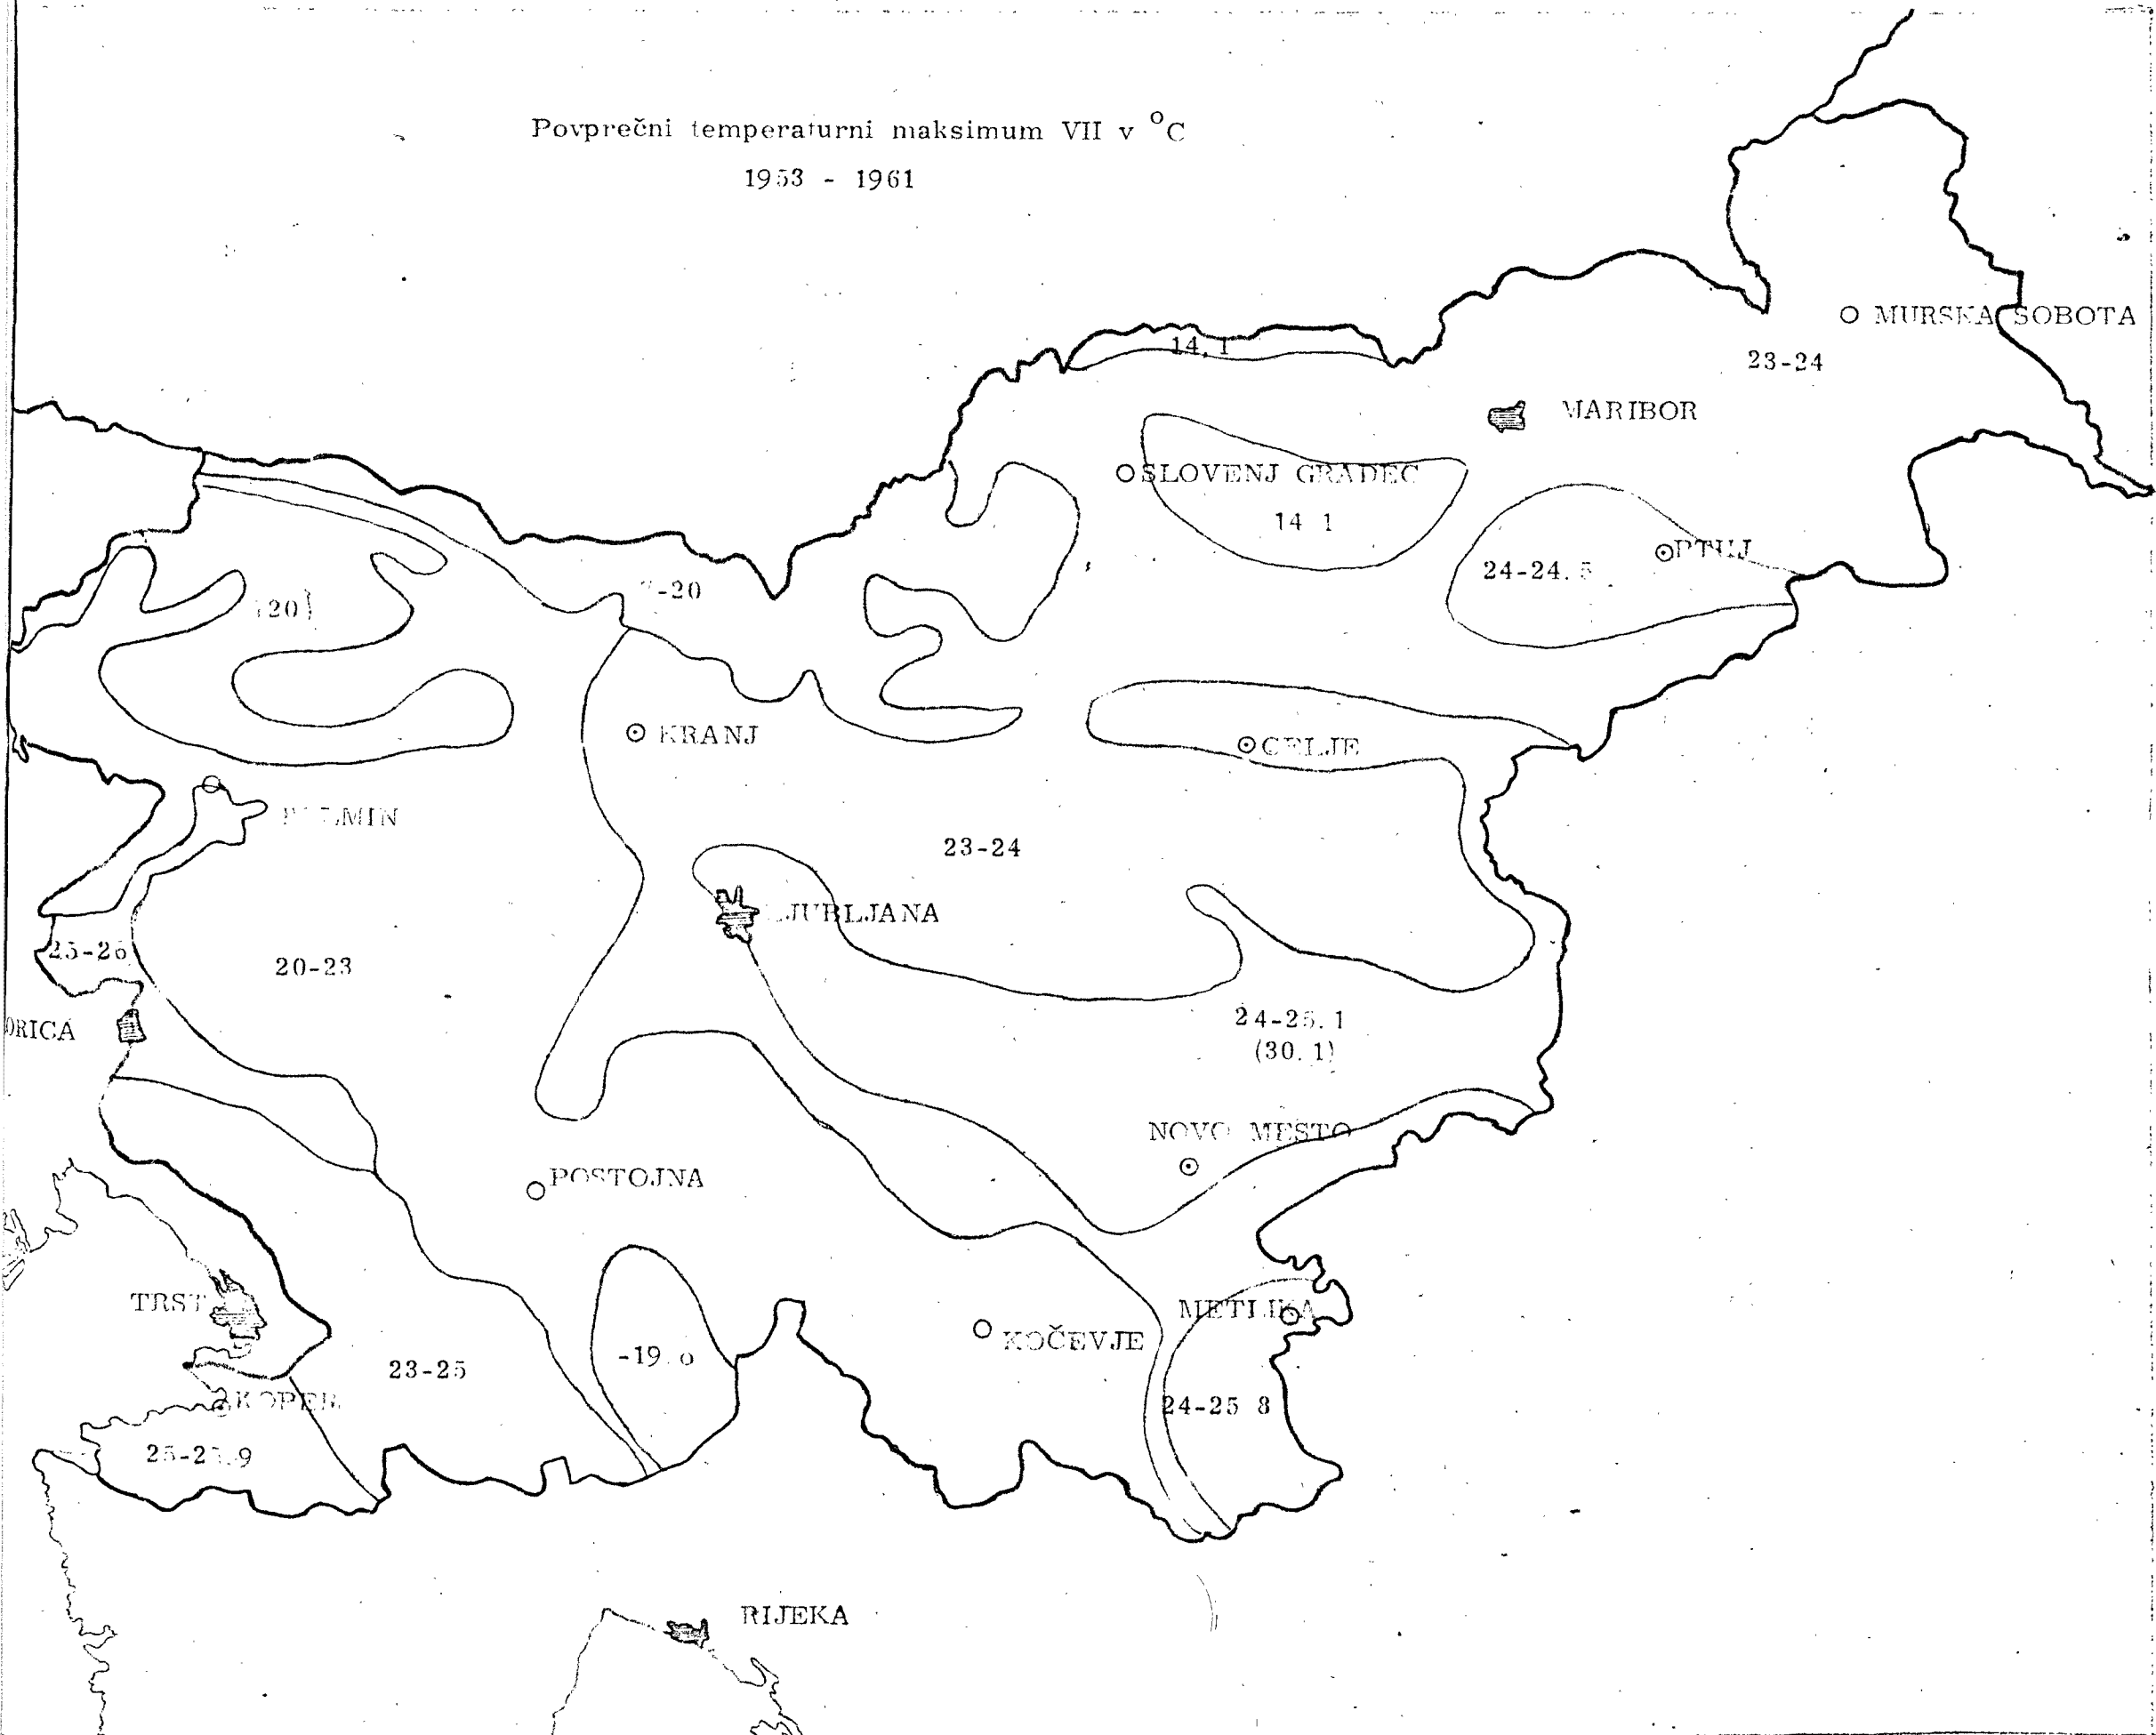 Povprečni temperaturni maksimum VII v °C
1953 - 1961
MURSKA SOBOTA
14,1
23-24
MARIBOR
SLOVENJ GRADEC
14 1
PTUJ
24-24.5
-20
20)
KRANJ
CELJE
23-24
LJUBLJANA
25-26
20-23
24-25.1
(30.1)
ORICA
NOVO MESTO
POSTOJNA
TRST
METLIKA
KOČEVJE
-19.0
23-25
KOPER
24-25 8
RIJEKA